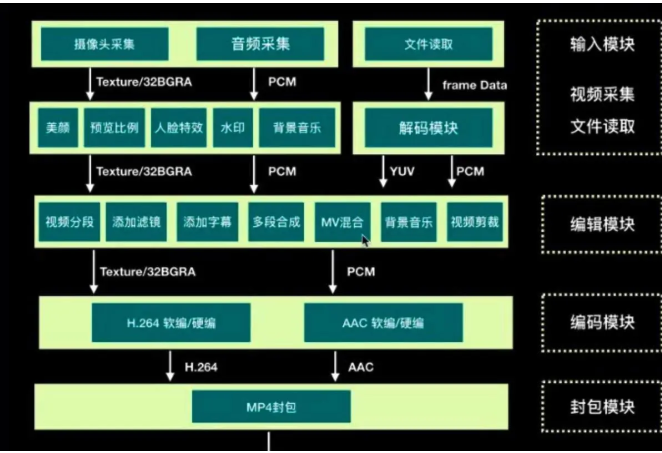 摄像头采集 音频采集 文件读取 输入模块
Texture/32BGRA PCM frame Data
视频采集
美颜 预览比例 人脸特效 水印 背景音乐 解码模块 文件读取
Texture/32BGRA PCM YUV PCM
视频分段 添加滤镜 添加字幕 多段合成 MV混合 背景音乐 视频剪裁 编辑模块
Texture/32BGRA PCM
H.264 软编/硬编 AAC 软编/硬编 编码模块
H.264 AAC
MP4封包 封包模块